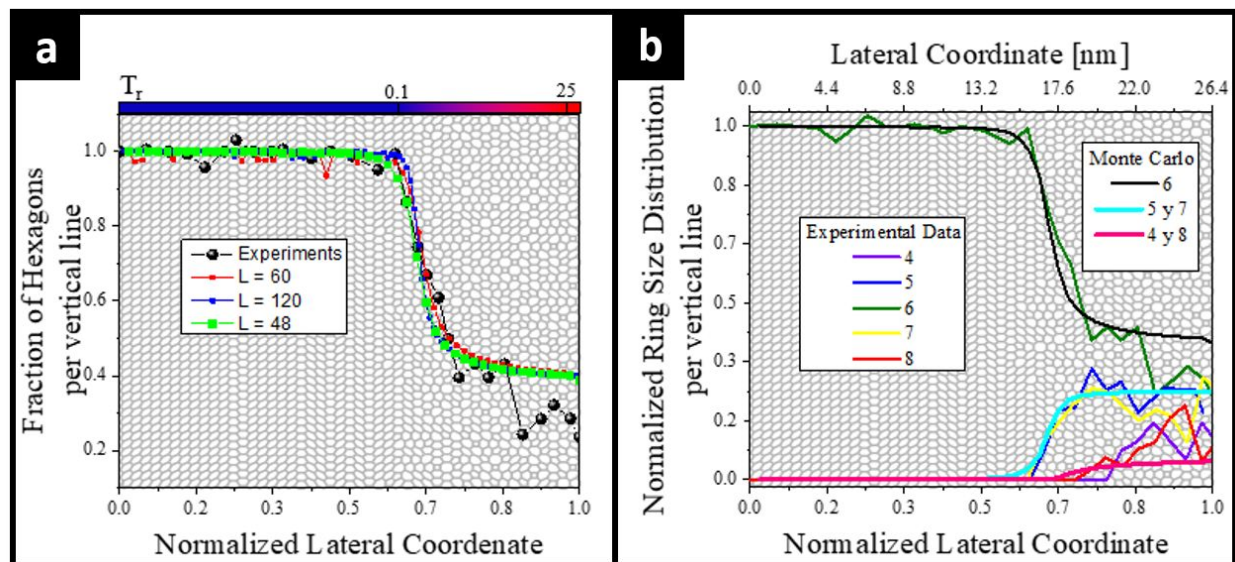 a
T_r
0.1
25
1.0
0.8
0.6
0.4
0.2
Fraction of Hexagons
per vertical line
Experiments
L = 60
L = 120
L = 48
0.0 0.2 0.3 0.5 0.7 0.8 1.0
Normalized Lateral Coordenate
b
Lateral Coordinate [nm]
0.0 4.4 8.8 13.2 17.6 22.0 26.4
Normalized Ring Size Distribution
per vertical line
1.0
0.8
0.7
0.5
0.3
0.2
0.0
Monte Carlo
6
5 y 7
4 y 8
Experimental Data
4
5
6
7
8
0.0 0.2 0.3 0.5 0.7 0.8 1.0
Normalized Lateral Coordinate